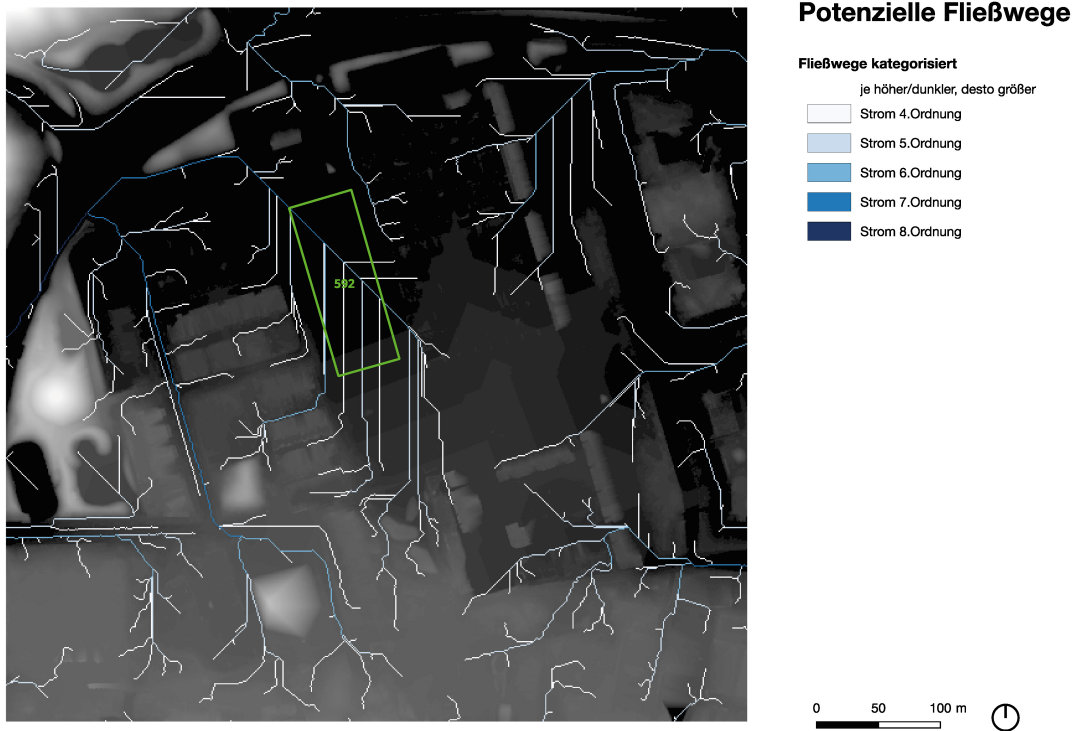 Potenzielle Fließwege
Fließwege kategorisiert
je höher/dunkler, desto größer
Strom 4.Ordnung
Strom 5.Ordnung
Strom 6.Ordnung
Strom 7.Ordnung
Strom 8.Ordnung
592
0 50 100 m